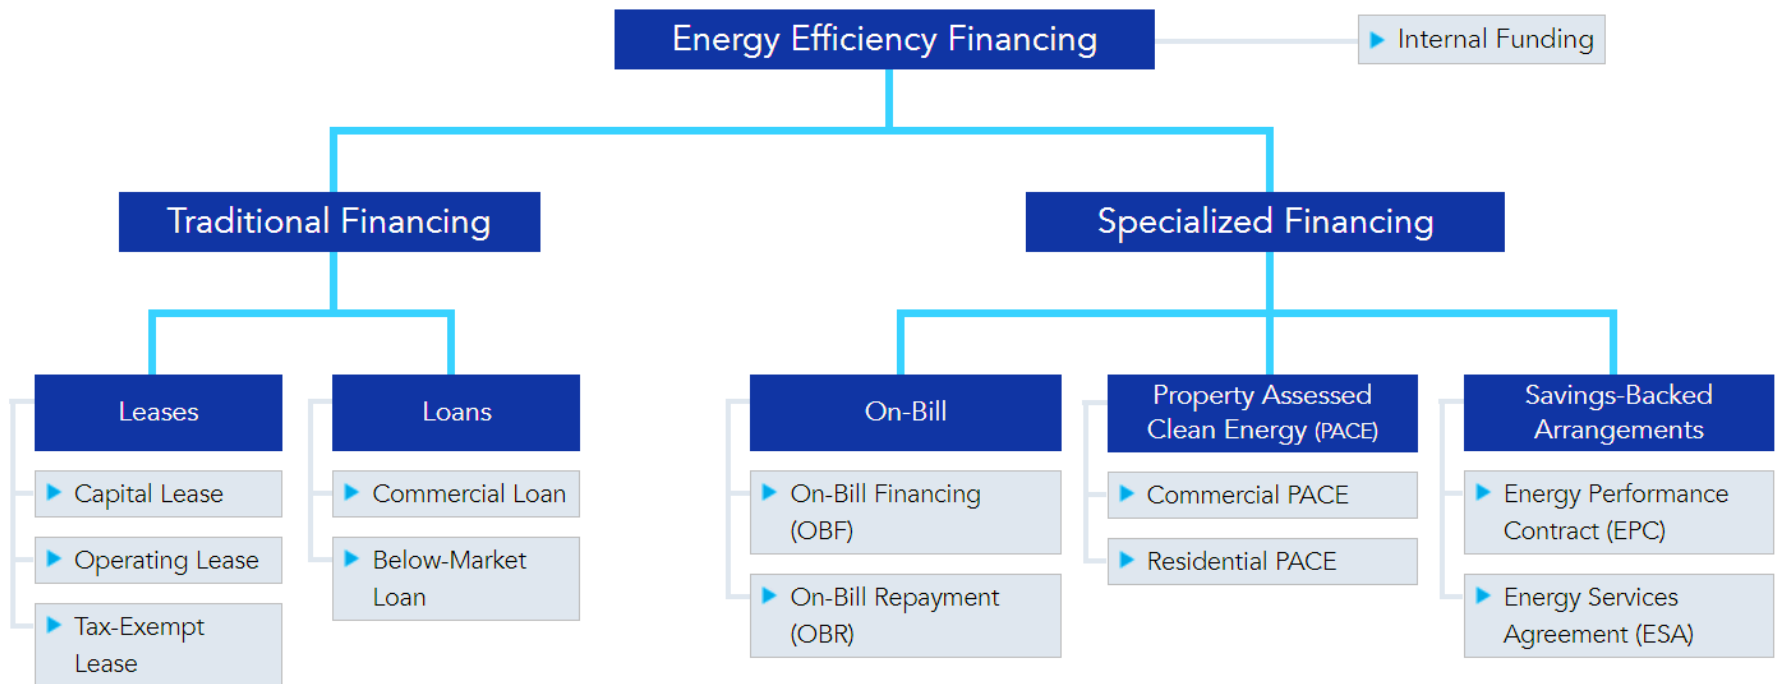 Energy Efficiency Financing
Internal Funding
Traditional Financing
Specialized Financing
Leases
Capital Lease
Operating Lease
Tax-Exempt
Lease
Loans
Commercial Loan
Below-Market
Loan
On-Bill
On-Bill Financing
(OBF)
On-Bill Repayment
(OBR)
Property Assessed
Clean Energy (PACE)
Commercial PACE
Residential PACE
Savings-Backed
Arrangements
Energy Performance
Contract (EPC)
Energy Services
Agreement (ESA)